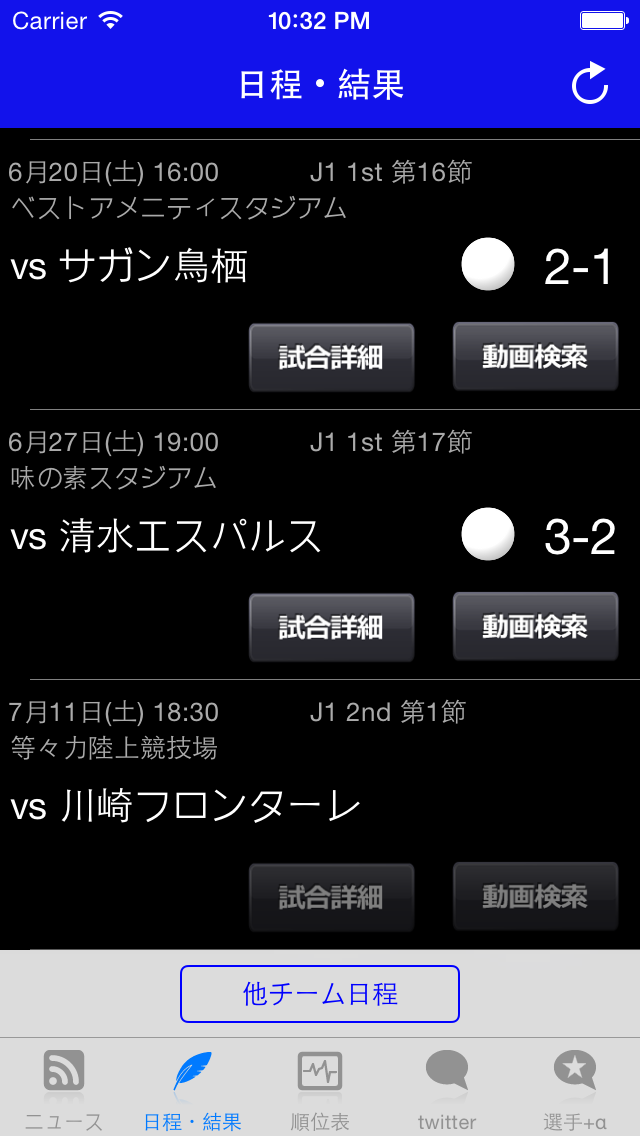 Carrier 10:32 PM
日程・結果
6月20日(土) 16:00 J1 1st 第16節
ベストアメニティスタジアム
vs サガン鳥栖 2-1
試合詳細 動画検索
6月27日(土) 19:00 J1 1st 第17節
味の素スタジアム
vs 清水エスパルス 3-2
試合詳細 動画検索
7月11日(土) 18:30 J1 2nd 第1節
等々力陸上競技場
vs 川崎フロンターレ
試合詳細 動画検索
他チーム日程
ニュース 日程・結果 順位表 twitter 選手+α